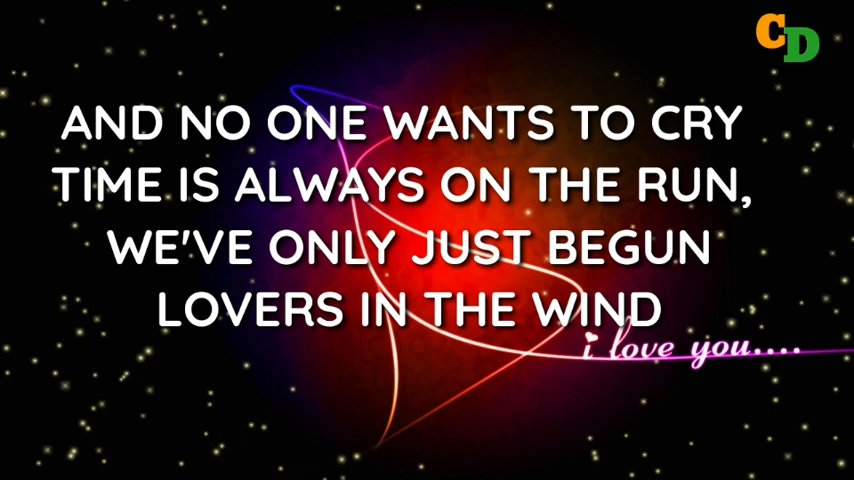 CD
AND NO ONE WANTS TO CRY
TIME IS ALWAYS ON THE RUN,
WE'VE ONLY JUST BEGUN
LOVERS IN THE WIND
i love you....